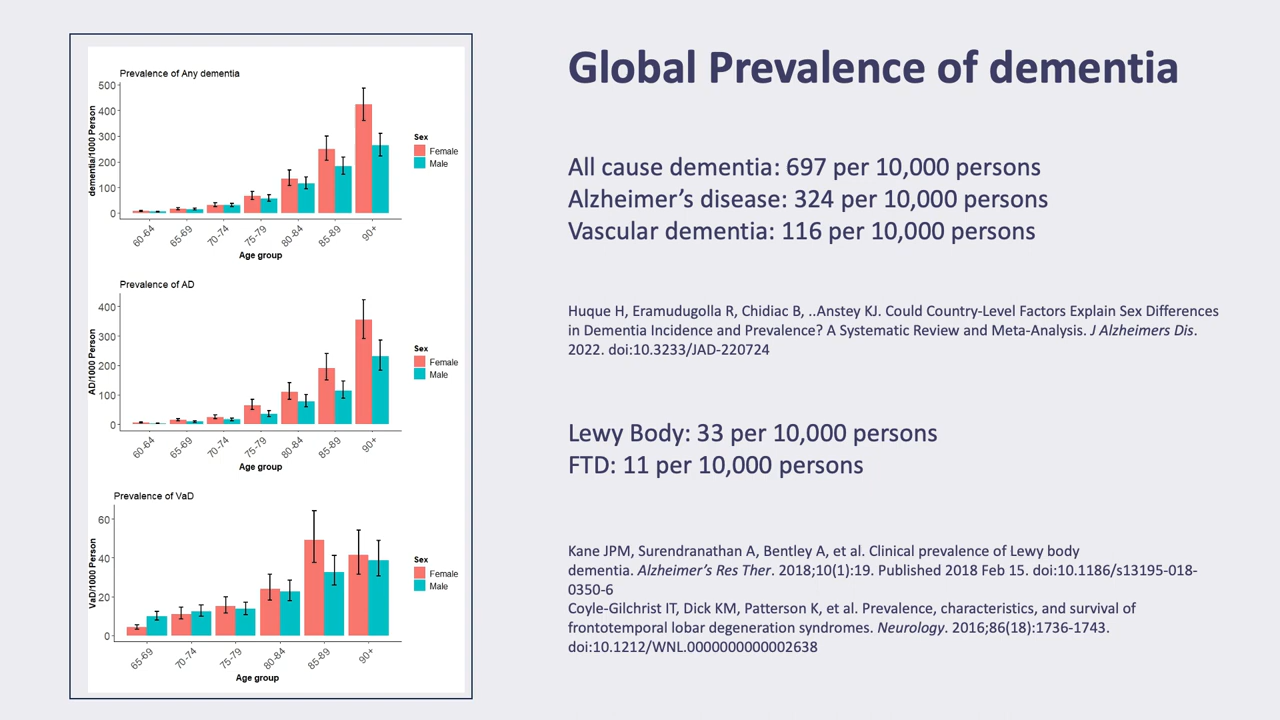 Prevalence of Any dementia
dementia/1000 Person
500
400
300
200
100
0
60-64
65-69
70-74
75-79
80-84
85-89
90+
Age group
Sex
Female
Male
Prevalence of AD
AD/1000 Person
400
300
200
100
0
60-64
65-69
70-74
75-79
80-84
85-89
90+
Age group
Sex
Female
Male
Prevalence of VaD
VaD/1000 Person
60
40
20
0
65-69
70-74
75-79
80-84
85-89
90+
Age group
Sex
Female
Male
Global Prevalence of dementia
All cause dementia: 697 per 10,000 persons
Alzheimer’s disease: 324 per 10,000 persons
Vascular dementia: 116 per 10,000 persons
Huque H, Eramudugolla R, Chidiac B, ..Anstey KJ. Could Country-Level Factors Explain Sex Differences
in Dementia Incidence and Prevalence? A Systematic Review and Meta-Analysis. J Alzheimers Dis.
2022. doi:10.3233/JAD-220724
Lewy Body: 33 per 10,000 persons
FTD: 11 per 10,000 persons
Kane JPM, Surendranathan A, Bentley A, et al. Clinical prevalence of Lewy body
dementia. Alzheimer’s Res Ther. 2018;10(1):19. Published 2018 Feb 15. doi:10.1186/s13195-018-
0350-6
Coyle-Gilchrist IT, Dick KM, Patterson K, et al. Prevalence, characteristics, and survival of
frontotemporal lobar degeneration syndromes. Neurology. 2016;86(18):1736-1743.
doi:10.1212/WNL.0000000000002638